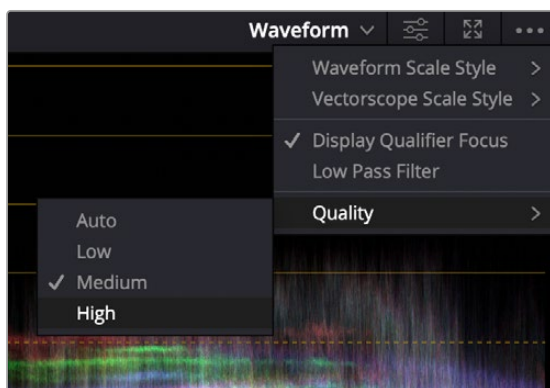 Waveform
Waveform Scale Style
Vectorscope Scale Style
Display Qualifier Focus
Low Pass Filter
Quality
Auto
Low
Medium
High